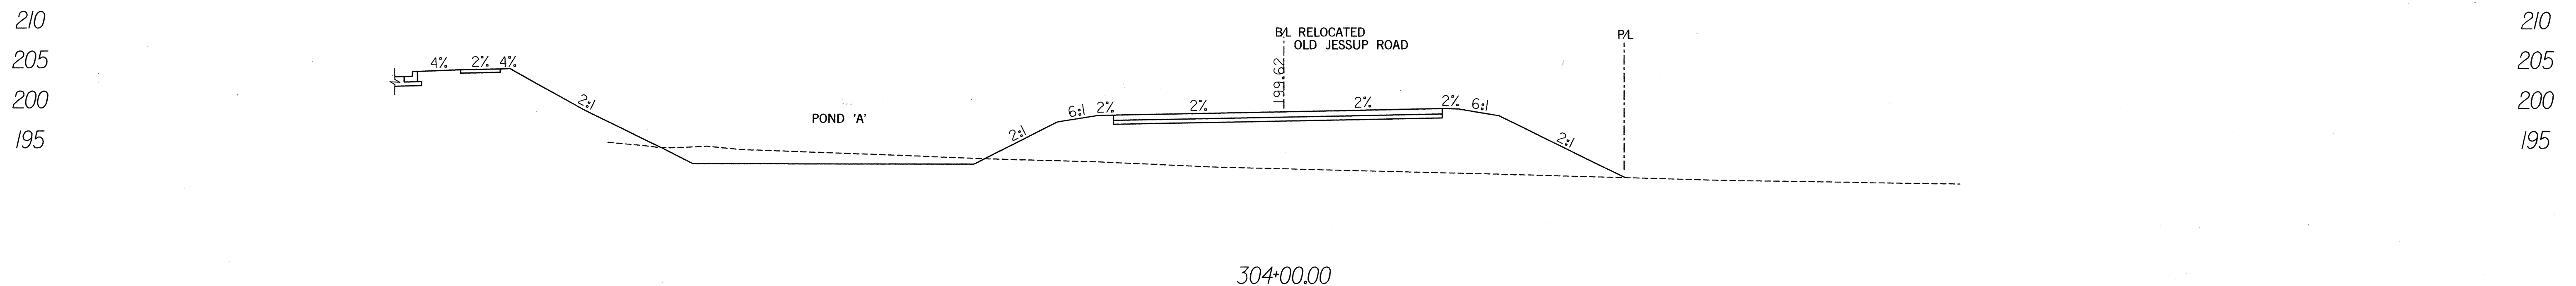 210
210
B/L RELOCATED
OLD JESSUP ROAD
P/L
205
205
4% 2% 4%
199.62
200
200
2:1
6:1 2% 2% 2% 2% 6:1
POND 'A'
195
195
2:1
2:1
304+00.00